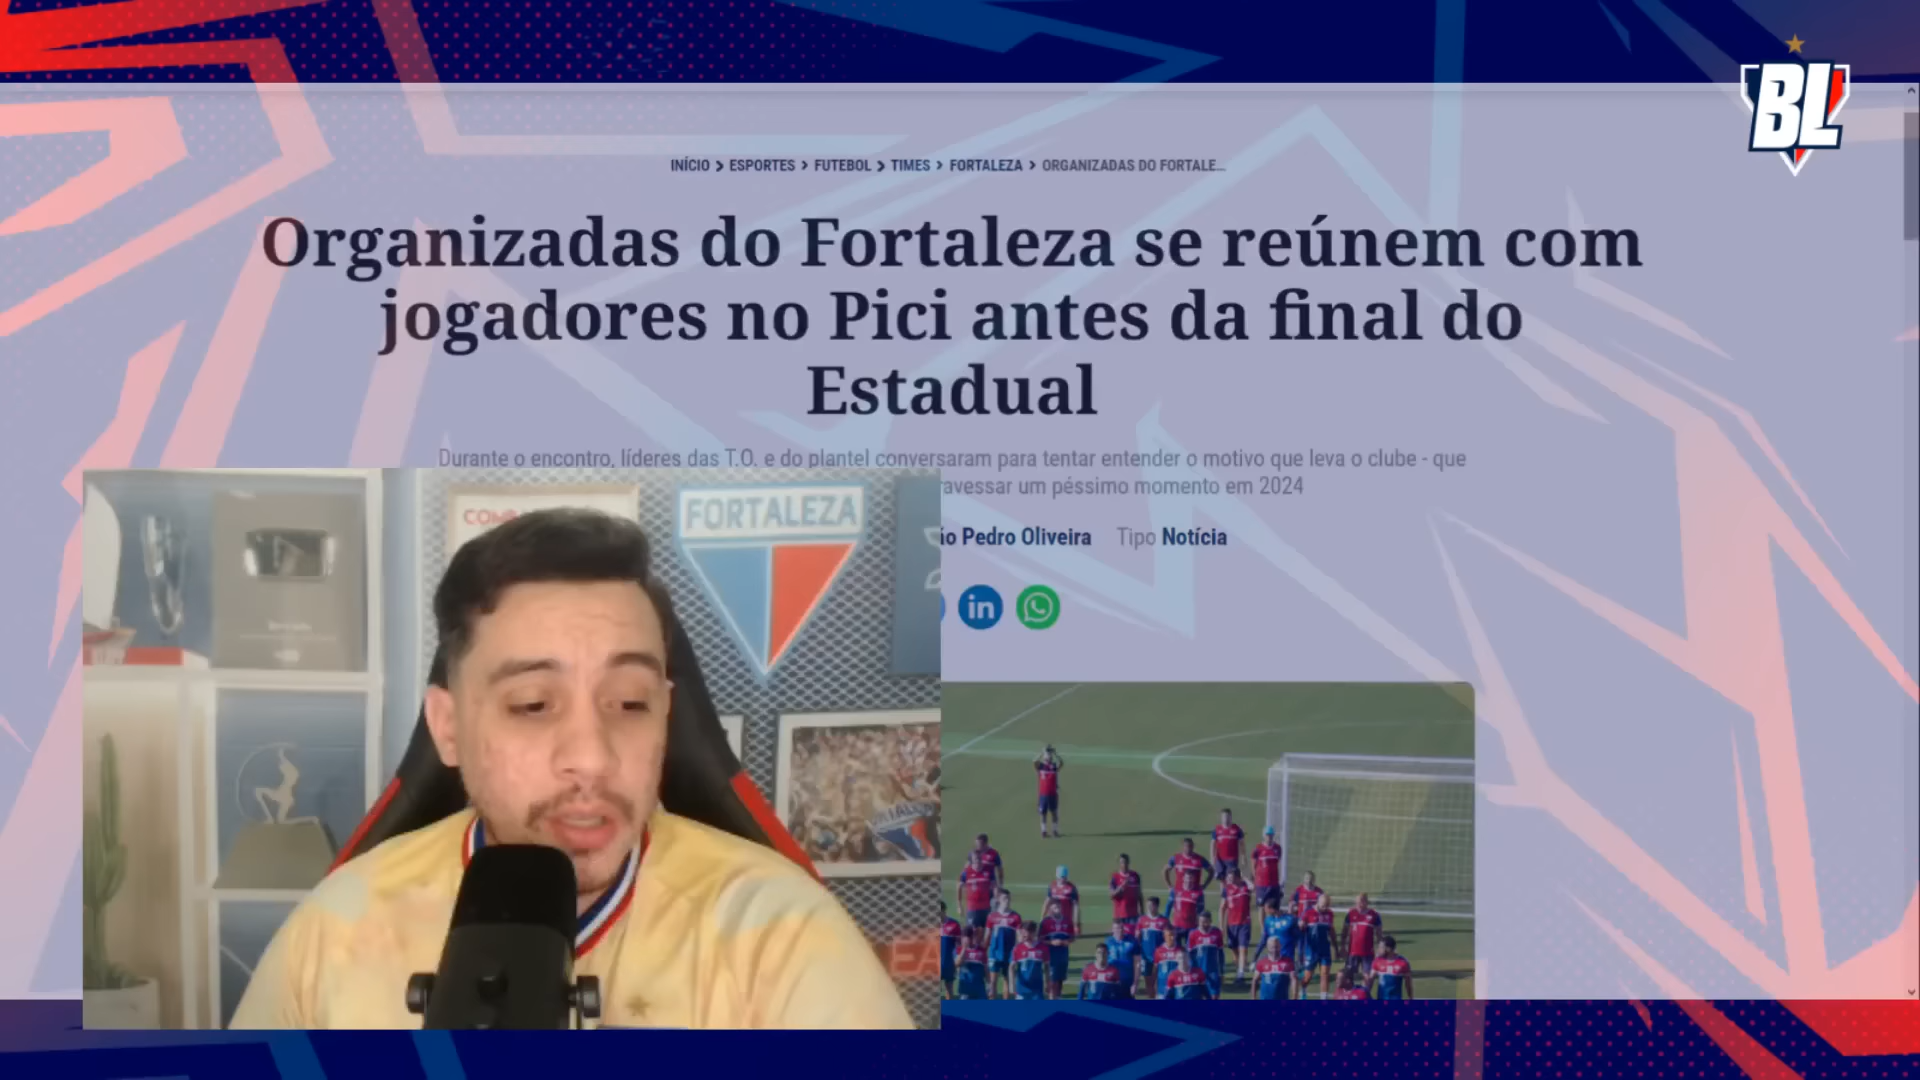 BL
INÍCIO > ESPORTES > FUTEBOL > TIMES > FORTALEZA > ORGANIZADAS DO FORTALE...
Organizadas do Fortaleza se reúnem com
jogadores no Pici antes da final do
Estadual
Durante o encontro, líderes das T.O. e do plantel conversaram para tentar entender o motivo que leva o clube - que
ravessar um péssimo momento em 2024
io Pedro Oliveira Tipo Notícia
in
FORTALEZA